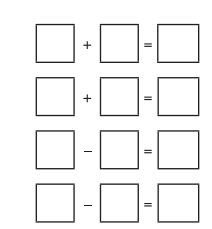 + =
+ =
− =
− =